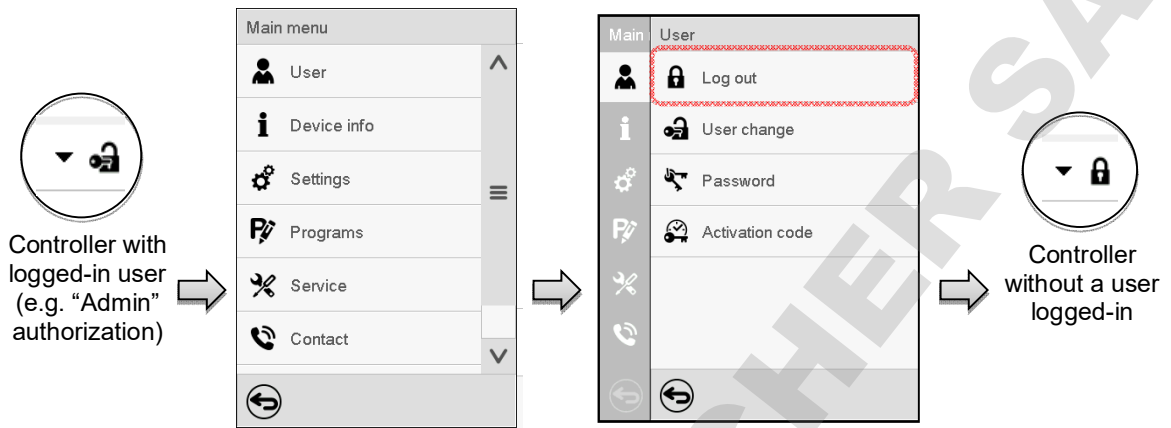 Controller with
logged-in user
(e.g. “Admin”
authorization)
Main menu
User
Device info
Settings
Programs
Service
Contact
Main
User
Log out
User change
Password
Activation code
Controller
without a user
logged-in